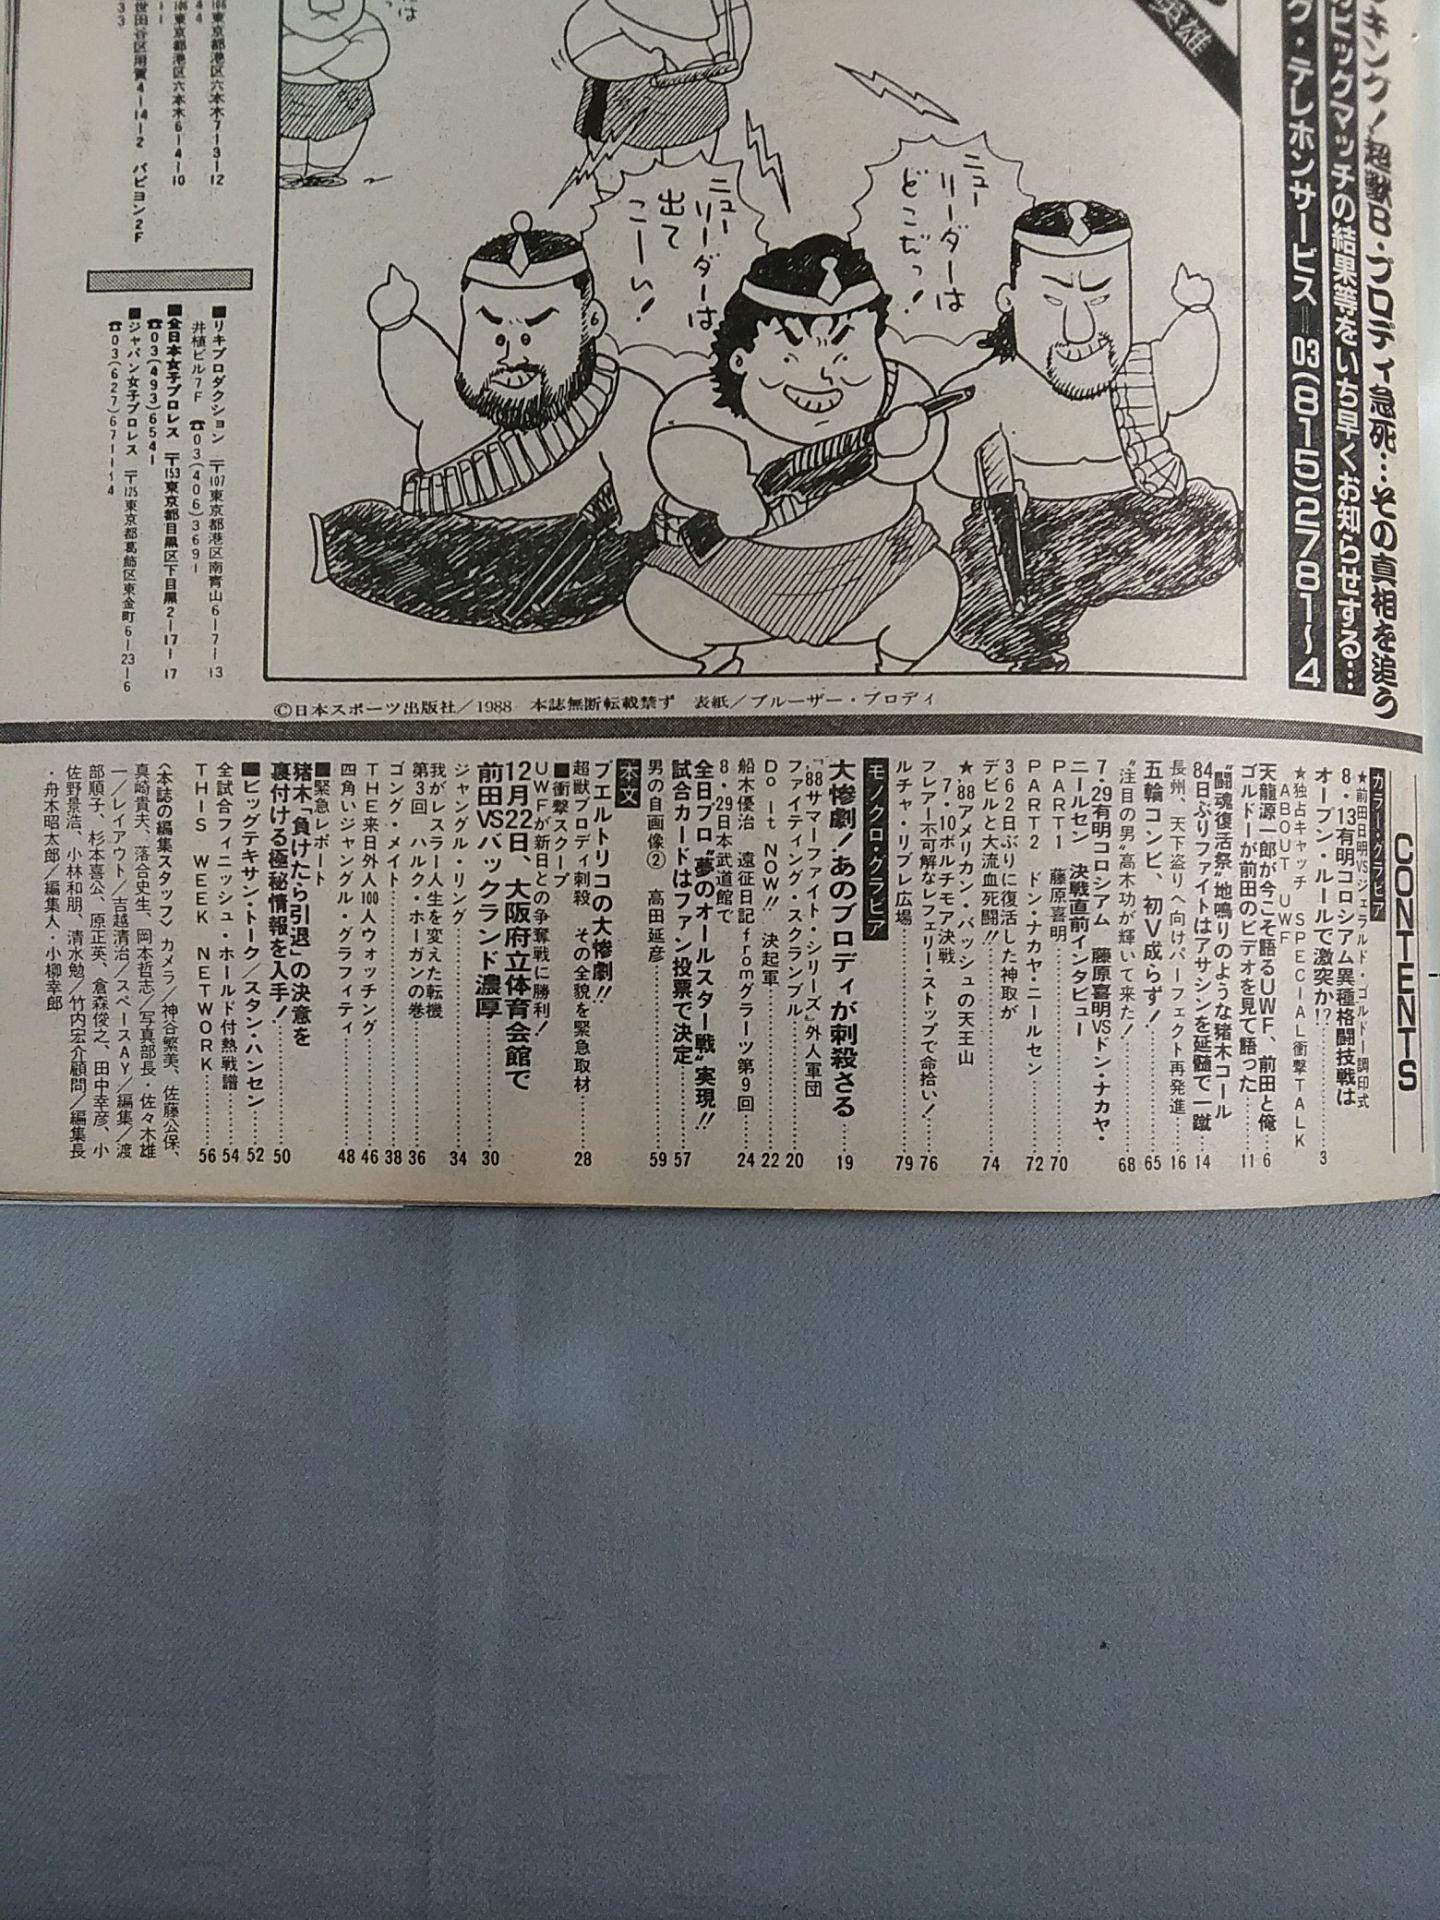 キング！超獣B・ブロディ急死…その真相を追う
ビックマッチの結果等をいち早くお知らせする…
グ・テレホンサービス＝03(815)2781〜4
英雄
ニューリーダーはどこだっ！
ニューリーダーは出てこーい！
は
106東京都港区六本木7-3-12
44
106東京都港区六本木6-4-10
11
世田谷区用賀4-14-2 パピヨン2F
33
■リキプロダクション 〒107東京都港区南青山6-7-13
井植ビル7F ☎03(406)3691
■全日本女子プロレス 〒153東京都目黒区下目黒2-17-17
☎03(493)6541
■ジャパン女子プロレス 〒125東京都葛飾区東金町6-23-6
☎03(627)6711~4
©日本スポーツ出版社／1988 本誌無断転載禁ず 表紙／ブルーザー・ブロディ
CONTENTS
カラー・グラビア
★前田日明VSジェラルド・ゴルドー調印式
8・13有明コロシアム異種格闘技戦は
オープン・ルールで激突か!?……3
★独占キャッチ SPECIAL衝撃TALK
ABOUT UWF
天龍源一郎が今こそ語るUWF、前田と俺…6
ゴルドーが前田のビデオを見て語った……11
"闘魂復活祭"地鳴りのような猪木コール
84日ぶりファイトはアサシンを延髄で一蹴……14
長州、天下盗りへ向けパーフェクト再発進……16
五輪コンビ、初V成らず！……65
"注目の男"高木功が輝いて来た！……68
7・29有明コロシアム 藤原喜明VSドン・ナカヤ・
ニールセン 決戦直前インタビュー
PART1 藤原喜明……70
PART2 ドン・ナカヤ・ニールセン……72
362日ぶりに復活した神取が
デビルと大流血死闘!!……74
★'88アメリカン・バッシュの天王山
7・10ボルチモア決戦
フレアー不可解なレフェリー・ストップで命拾い！…76
ルチャ・リブレ広場……79
モノクロ・グラビア
大惨劇！あのブロディが刺殺さる……19
「'88サマーファイト・シリーズ」外人軍団
ファイティング・スクランブル……20
Do It NOW!! 決起軍……22
船木優治 遠征日記fromグラーツ第9回……24
8・29日本武道館で
全日プロ"夢のオールスター戦"実現!!
試合カードはファン投票で決定……57
男の自画像② 高田延彦……59
本文
プエルトリコの大惨劇!!
超獣ブロディ刺殺 その全貌を緊急取材……28
■衝撃スクープ
UWFが新日との争奪戦に勝利！
12月22日、大阪府立体育会館で
前田VSバックランド濃厚……30
ジャングル・リング……34
我がレスラー人生を変えた転機
第3回 ハルク・ホーガンの巻……36
ゴング・メイト……38
THE来日外人100人ウォッチング……46
四角いジャングル・グラフィティ……48
■緊急レポート
猪木「負けたら引退」の決意を
裏付ける極秘情報を入手！……50
■ビッグテキサン・トーク／スタン・ハンセン……52
全試合フィニッシュ・ホールド付熱戦譜……54
THIS WEEK NETWORK……56
〈本誌の編集スタッフ〉カメラ／神谷繁美、佐藤公保、
真崎貴夫、落合史生、岡本哲志／写真部長・佐々木雄
一／レイアウト／吉越清治／スペースAY／編集／渡
部順子、杉本喜公、原正英、倉森俊之、田中幸彦、小
佐野景浩、小林和朋、清水勉／竹内宏介顧問／編集長
・舟木昭太郎／編集人・小柳幸郎